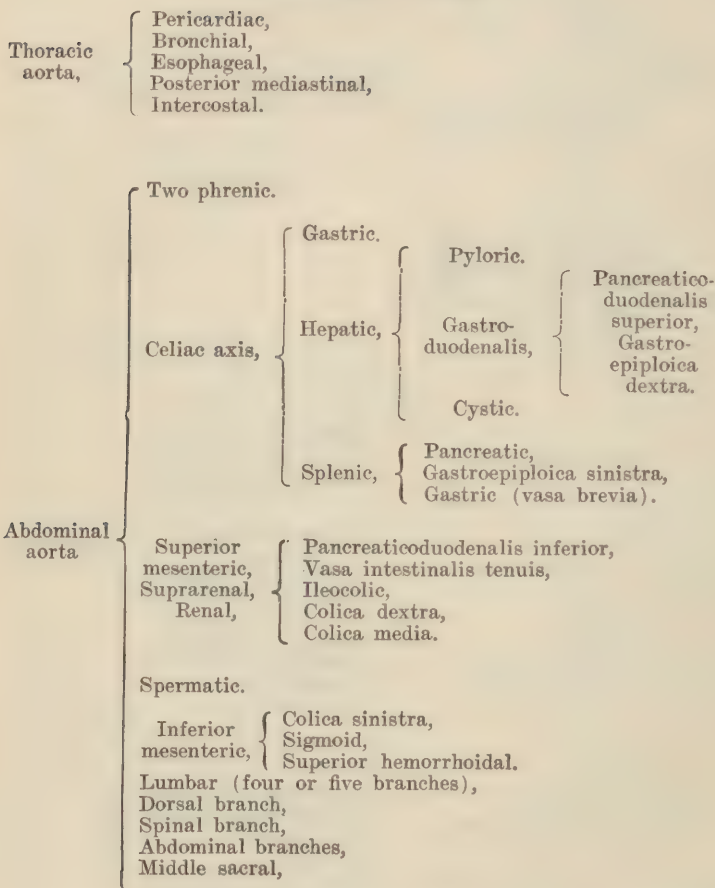 Thoracic
aorta,
Pericardiac,
Bronchial,
Esophageal,
Posterior mediastinal,
Intercostal.
Abdominal
aorta
Two phrenic.
Celiac axis,
Gastric.
Hepatic,
Pyloric.
Gastro-
duodenalis,
Pancreatico-
duodenalis
superior,
Gastro-
epiploica
dextra.
Cystic.
Splenic,
Pancreatic,
Gastroepiploica sinistra,
Gastric (vasa brevia).
Superior
mesenteric,
Suprarenal,
Renal,
Pancreaticoduodenalis inferior,
Vasa intestinalis tenuis,
Ileocolic,
Colica dextra,
Colica media.
Spermatic.
Inferior
mesenteric,
Colica sinistra,
Sigmoid,
Superior hemorrhoidal.
Lumbar (four or five branches),
Dorsal branch,
Spinal branch,
Abdominal branches,
Middle sacral,